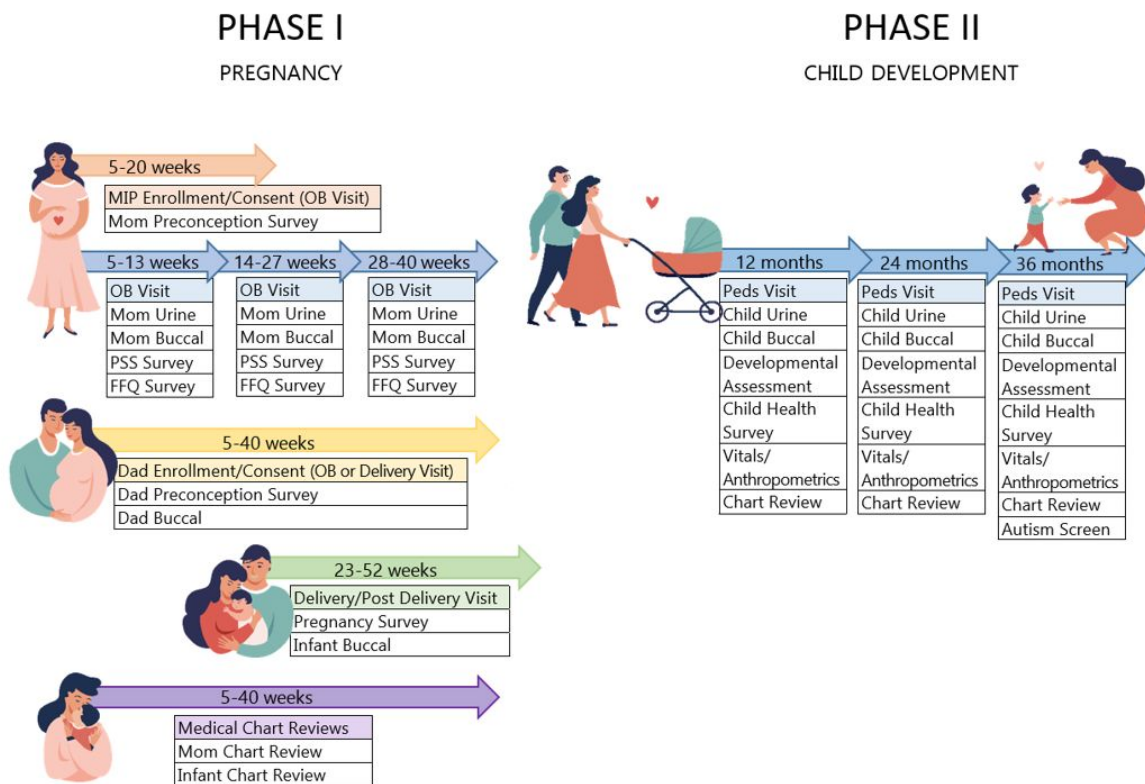 PHASE I
PREGNANCY
5-20 weeks
MIP Enrollment/Consent (OB Visit)
Mom Preconception Survey
5-13 weeks
14-27 weeks
28-40 weeks
OB Visit
Mom Urine
Mom Buccal
PSS Survey
FFQ Survey
OB Visit
Mom Urine
Mom Buccal
PSS Survey
FFQ Survey
OB Visit
Mom Urine
Mom Buccal
PSS Survey
FFQ Survey
5-40 weeks
Dad Enrollment/Consent (OB or Delivery Visit)
Dad Preconception Survey
Dad Buccal
23-52 weeks
Delivery/Post Delivery Visit
Pregnancy Survey
Infant Buccal
5-40 weeks
Medical Chart Reviews
Mom Chart Review
Infant Chart Review
PHASE II
CHILD DEVELOPMENT
12 months
24 months
36 months
Peds Visit
Child Urine
Child Buccal
Developmental
Assessment
Child Health
Survey
Vitals/
Anthropometrics
Chart Review
Peds Visit
Child Urine
Child Buccal
Developmental
Assessment
Child Health
Survey
Vitals/
Anthropometrics
Chart Review
Peds Visit
Child Urine
Child Buccal
Developmental
Assessment
Child Health
Survey
Vitals/
Anthropometrics
Chart Review
Autism Screen